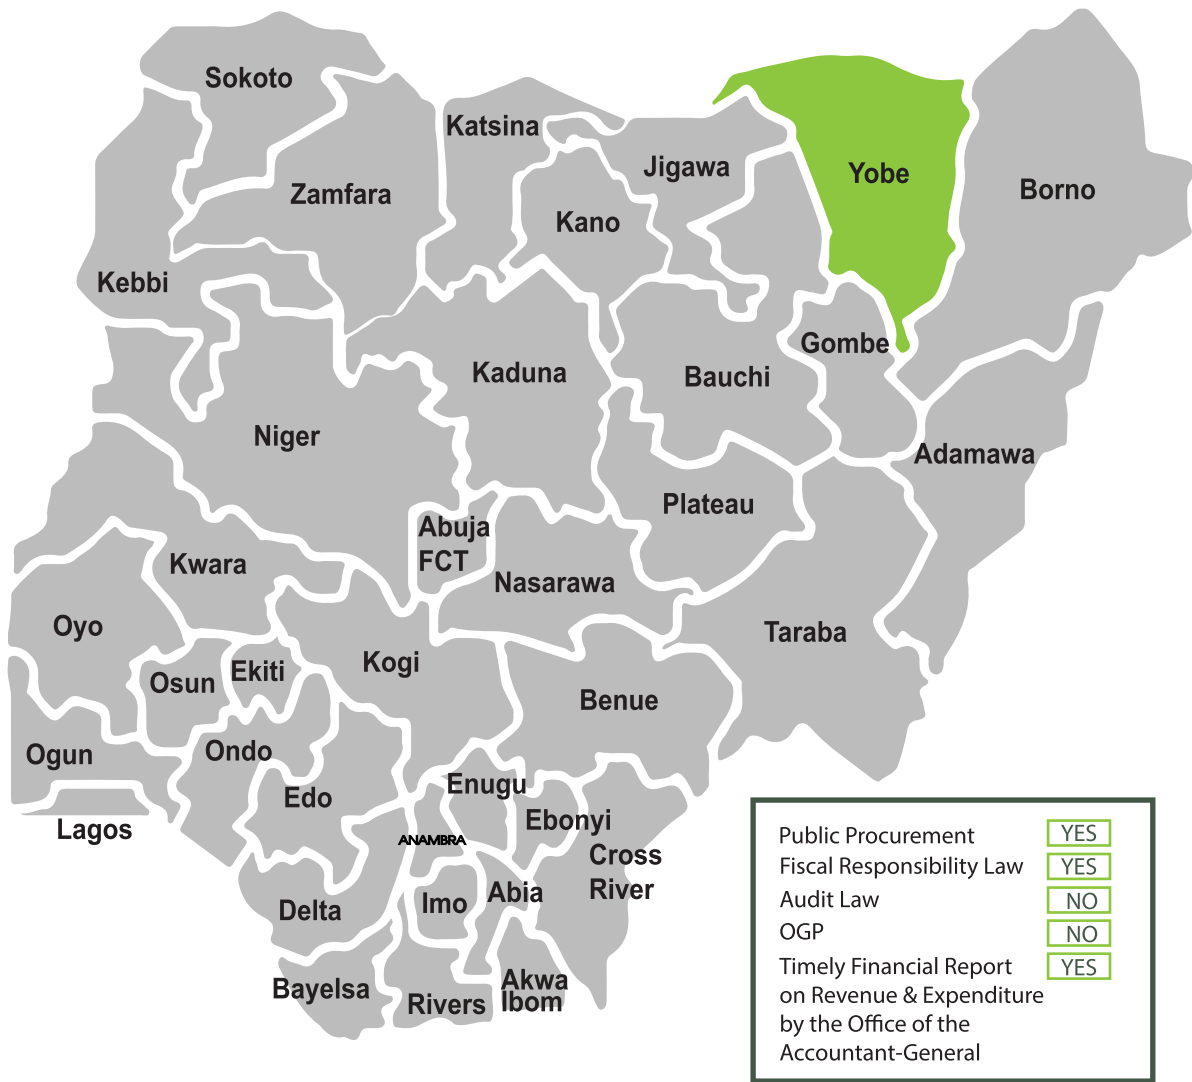 Sokoto
Katsina
Jigawa
Yobe
Borno
Zamfara
Kano
Kebbi
Gombe
Kaduna
Bauchi
Niger
Adamawa
Plateau
Abuja
FCT
Kwara
Nasarawa
Oyo
Taraba
Kogi
Ekiti
Osun
Benue
Ogun
Ondo
Enugu
Edo
Ebonyi
Lagos
ANAMBRA
Cross
River
Abia
Imo
Delta
Akwa
Ibom
Bayelsa
Rivers
Public Procurement YES
Fiscal Responsibility Law YES
Audit Law NO
OGP NO
Timely Financial Report YES
on Revenue & Expenditure
by the Office of the
Accountant-General